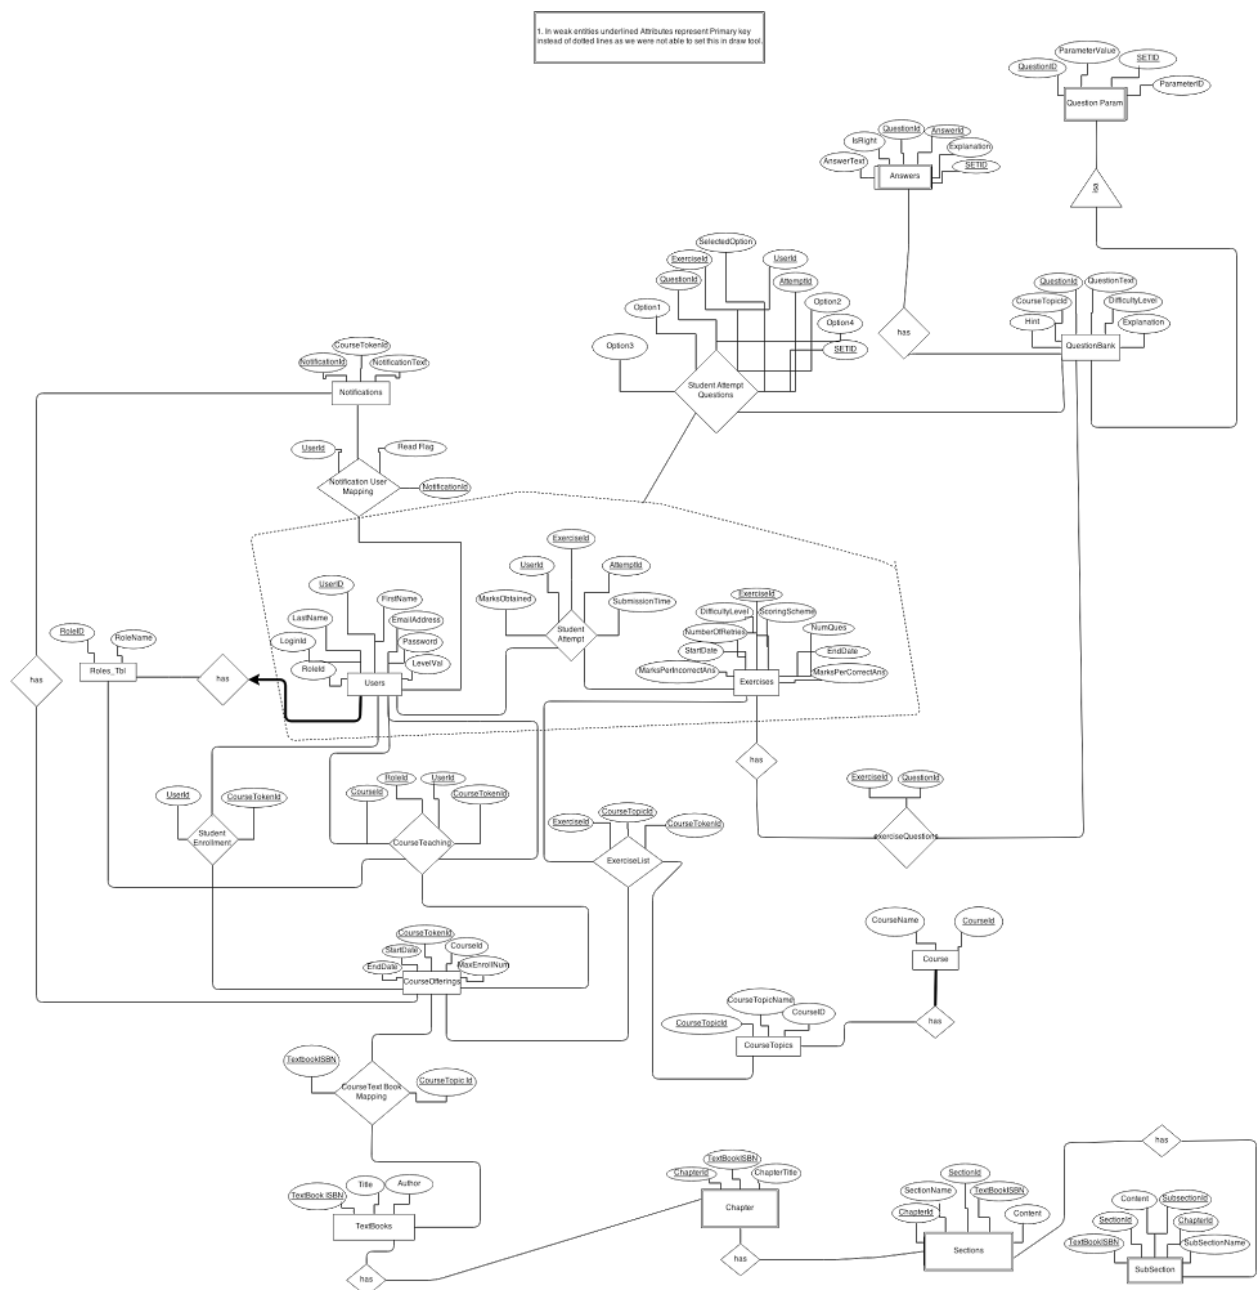 1. In weak entities underlined Attributes represent Primary key
instead of dotted lines as we were not able to set this in draw tool.
ParameterValue
QuestionID
SETID
ParameterID
Question Param
isa
QuestionId
AnswerId
IsRight
Explanation
AnswerText
SETID
Answers
has
SelectedOption
ExerciseId
UserId
QuestionId
AttemptId
Option1
Option2
Option4
Option3
SETID
Student Attempt
Questions
QuestionId
QuestionText
CourseTopicId
DifficultyLevel
Hint
Explanation
QuestionBank
CourseTokenId
NotificationId
NotificationText
Notifications
UserId
Read Flag
Notification User
Mapping
NotificationId
ExerciseId
UserId
AttemptId
MarksObtained
SubmissionTime
Student
Attempt
UserID
FirstName
LastName
EmailAddress
LoginId
Password
RoleId
LevelVal
Users
ExerciseId
DifficultyLevel
ScoringScheme
NumberOfRetries
NumQues
StartDate
EndDate
MarksPerIncorrectAns
MarksPerCorrectAns
Exercises
RoleID
RoleName
Roles_Tbl
has
has
has
UserId
CourseTokenId
Student
Enrollment
RoleId
UserId
CourseId
CourseTokenId
CourseTeaching
CourseTopicId
ExerciseId
CourseTokenId
ExerciseList
ExerciseId
QuestionId
exerciseQuestions
CourseTokenId
StartDate
CourseId
EndDate
MaxEnrollNum
CourseOfferings
CourseName
CourseId
Course
has
CourseTopicName
CourseTopicId
CourseID
CourseTopics
TextbookISBN
CourseText Book
Mapping
CourseTopic Id
Title
Author
TextBook ISBN
TextBooks
has
TextBookISBN
ChapterId
ChapterTitle
Chapter
has
SectionId
SectionName
TextBookISBN
ChapterId
Content
Sections
has
Content
SubsectionId
SectionId
ChapterId
TextBookISBN
SubSectionName
SubSection